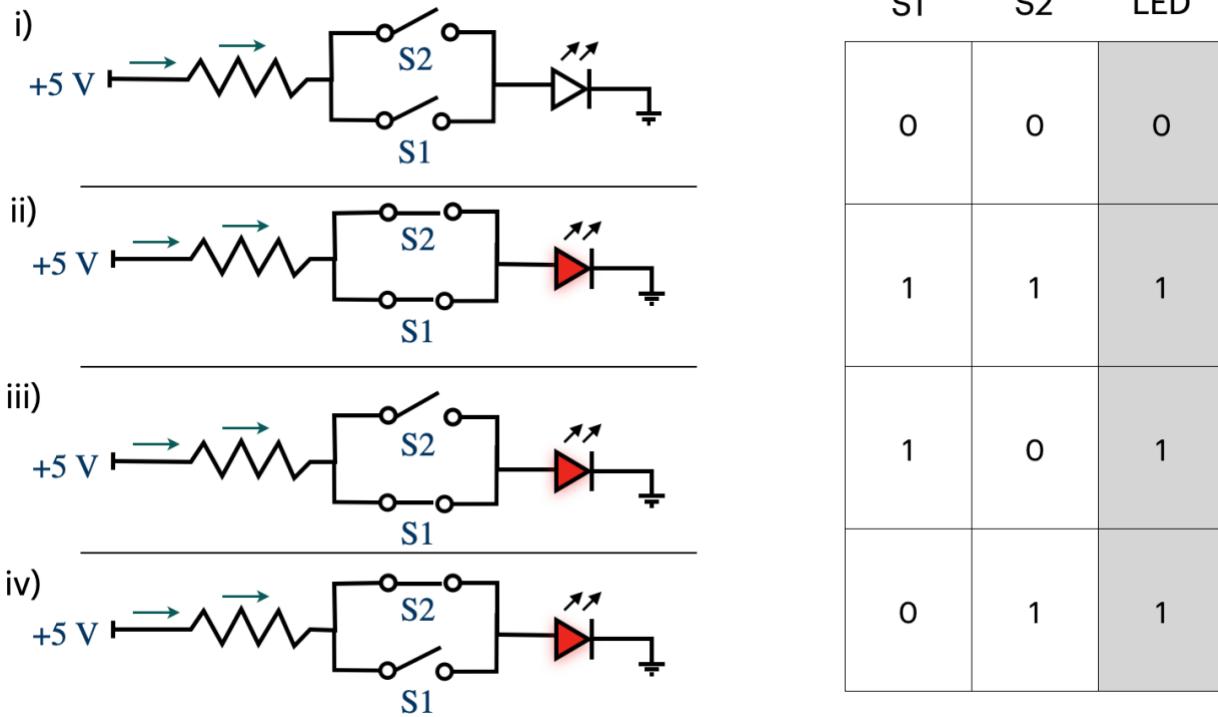 S1 S2 LED
i)
S2
+5 V
S1
0 0 0
ii)
S2
+5 V
S1
1 1 1
iii)
S2
+5 V
S1
1 0 1
iv)
S2
+5 V
S1
0 1 1